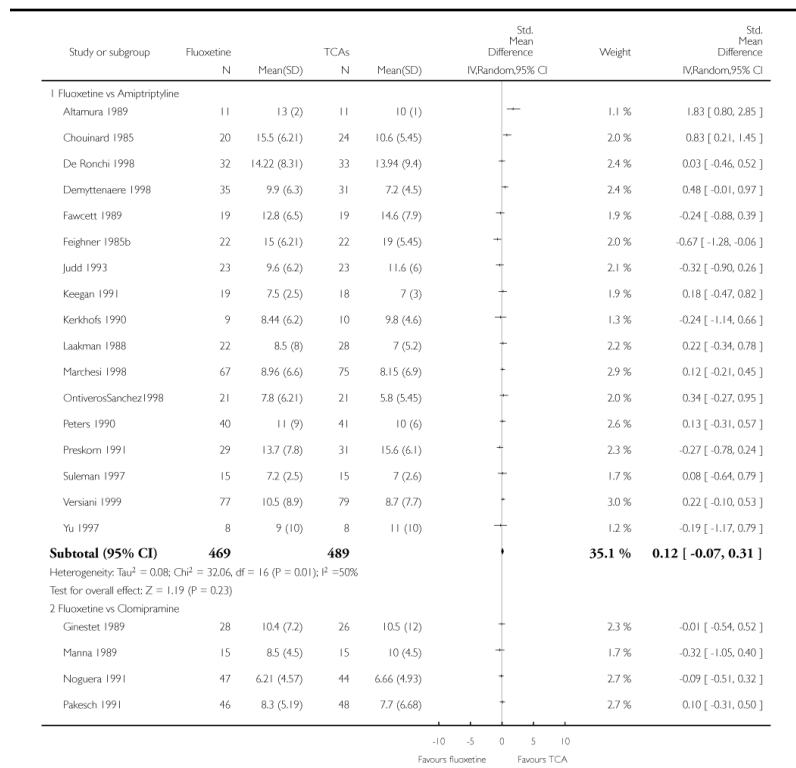 Study or subgroup Fluoxetine TCAs Std. Mean Difference Weight Std. Mean Difference
N Mean(SD) N Mean(SD) IV,Random,95% CI IV,Random,95% CI
1 Fluoxetine vs Amiptriptyline
Altamura 1989 11 13 (2) 11 10 (1) 1.1 % 1.83 [ 0.80, 2.85 ]
Chouinard 1985 20 15.5 (6.21) 24 10.6 (5.45) 2.0 % 0.83 [ 0.21, 1.45 ]
De Ronchi 1998 32 14.22 (8.31) 33 13.94 (9.4) 2.4 % 0.03 [ -0.46, 0.52 ]
Demyttenaere 1998 35 9.9 (6.3) 31 7.2 (4.5) 2.4 % 0.48 [ -0.01, 0.97 ]
Fawcett 1989 19 12.8 (6.5) 19 14.6 (7.9) 1.9 % -0.24 [ -0.88, 0.39 ]
Feighner 1985b 22 15 (6.21) 22 19 (5.45) 2.0 % -0.67 [ -1.28, -0.06 ]
Judd 1993 23 9.6 (6.2) 23 11.6 (6) 2.1 % -0.32 [ -0.90, 0.26 ]
Keegan 1991 19 7.5 (2.5) 18 7 (3) 1.9 % 0.18 [ -0.47, 0.82 ]
Kerkhofs 1990 9 8.44 (6.2) 10 9.8 (4.6) 1.3 % -0.24 [ -1.14, 0.66 ]
Laakman 1988 22 8.5 (8) 28 7 (5.2) 2.2 % 0.22 [ -0.34, 0.78 ]
Marchesi 1998 67 8.96 (6.6) 75 8.15 (6.9) 2.9 % 0.12 [ -0.21, 0.45 ]
OntiverosSanchez1998 21 7.8 (6.21) 21 5.8 (5.45) 2.0 % 0.34 [ -0.27, 0.95 ]
Peters 1990 40 11 (9) 41 10 (6) 2.6 % 0.13 [ -0.31, 0.57 ]
Preskorn 1991 29 13.7 (7.8) 31 15.6 (6.1) 2.3 % -0.27 [ -0.78, 0.24 ]
Suleman 1997 15 7.2 (2.5) 15 7 (2.6) 1.7 % 0.08 [ -0.64, 0.79 ]
Versiani 1999 77 10.5 (8.9) 79 8.7 (7.7) 3.0 % 0.22 [ -0.10, 0.53 ]
Yu 1997 8 9 (10) 8 11 (10) 1.2 % -0.19 [ -1.17, 0.79 ]
Subtotal (95% CI) 469 489 35.1 % 0.12 [ -0.07, 0.31 ]
Heterogeneity: Tau² = 0.08; Chi² = 32.06, df = 16 (P = 0.01); I² =50%
Test for overall effect: Z = 1.19 (P = 0.23)
2 Fluoxetine vs Clomipramine
Ginestet 1989 28 10.4 (7.2) 26 10.5 (12) 2.3 % -0.01 [ -0.54, 0.52 ]
Manna 1989 15 8.5 (4.5) 15 10 (4.5) 1.7 % -0.32 [ -1.05, 0.40 ]
Noguera 1991 47 6.21 (4.57) 44 6.66 (4.93) 2.7 % -0.09 [ -0.51, 0.32 ]
Pakesch 1991 46 8.3 (5.19) 48 7.7 (6.68) 2.7 % 0.10 [ -0.31, 0.50 ]
-10 -5 0 5 10
Favours fluoxetine Favours TCA